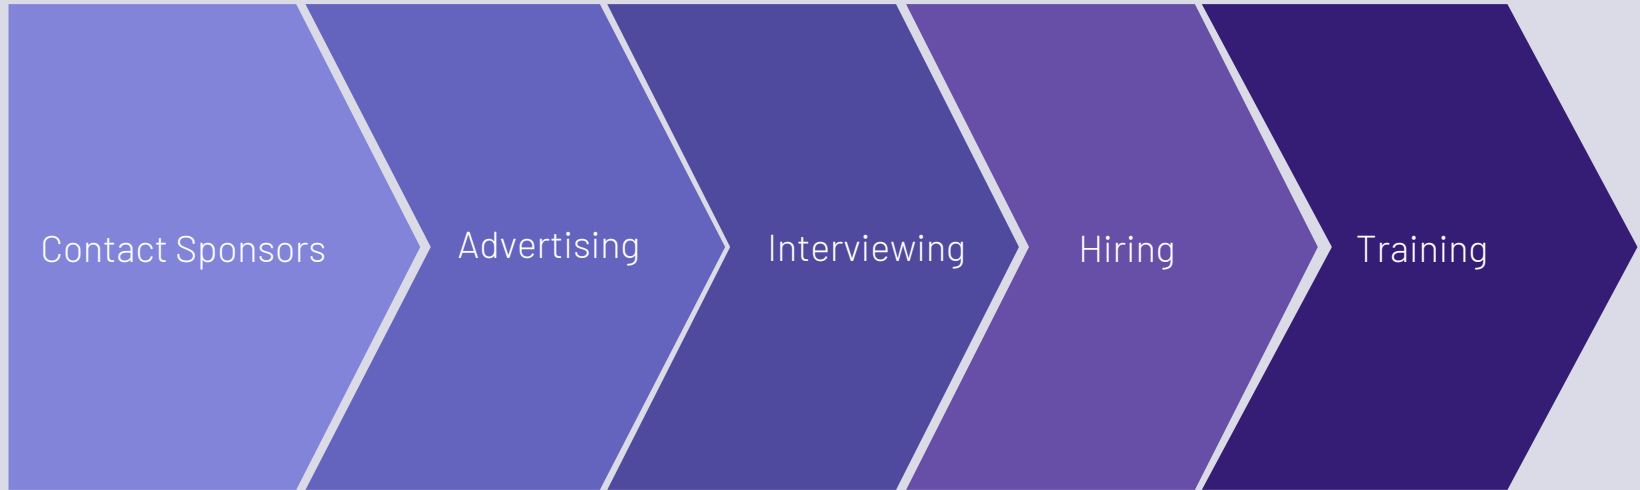 Contact Sponsors
Advertising
Interviewing
Hiring
Training